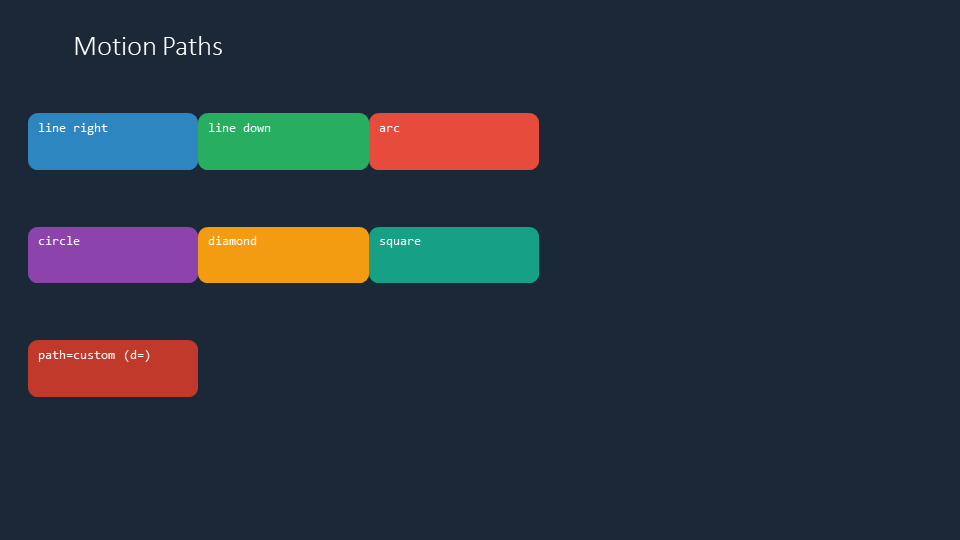 Motion Paths
line right
line down
arc
circle
diamond
square
path=custom (d=)